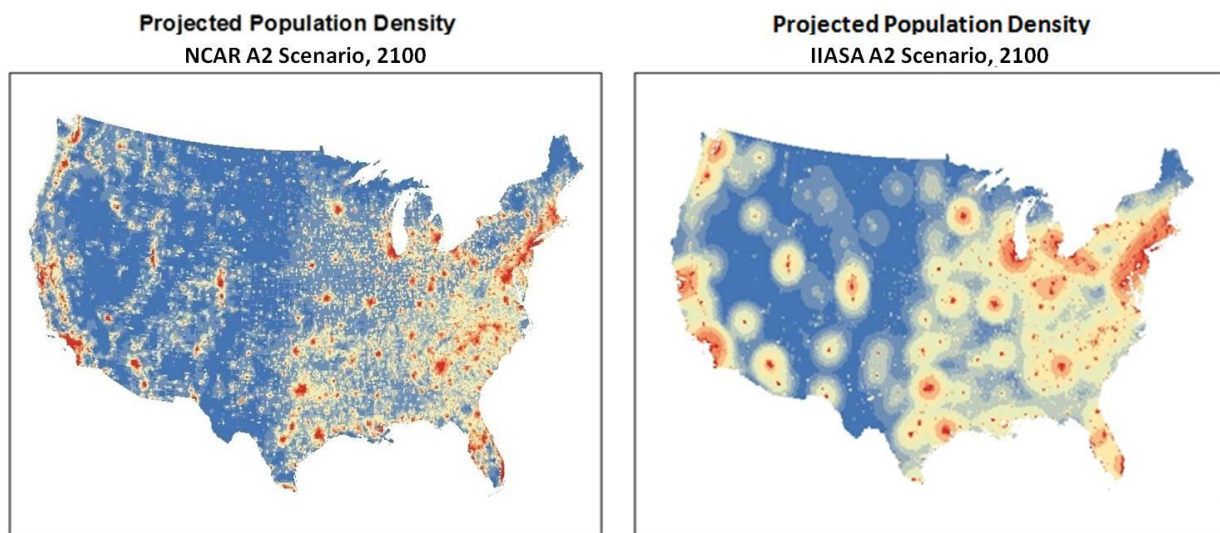 Projected Population Density
NCAR A2 Scenario, 2100
Projected Population Density
IIASA A2 Scenario, 2100